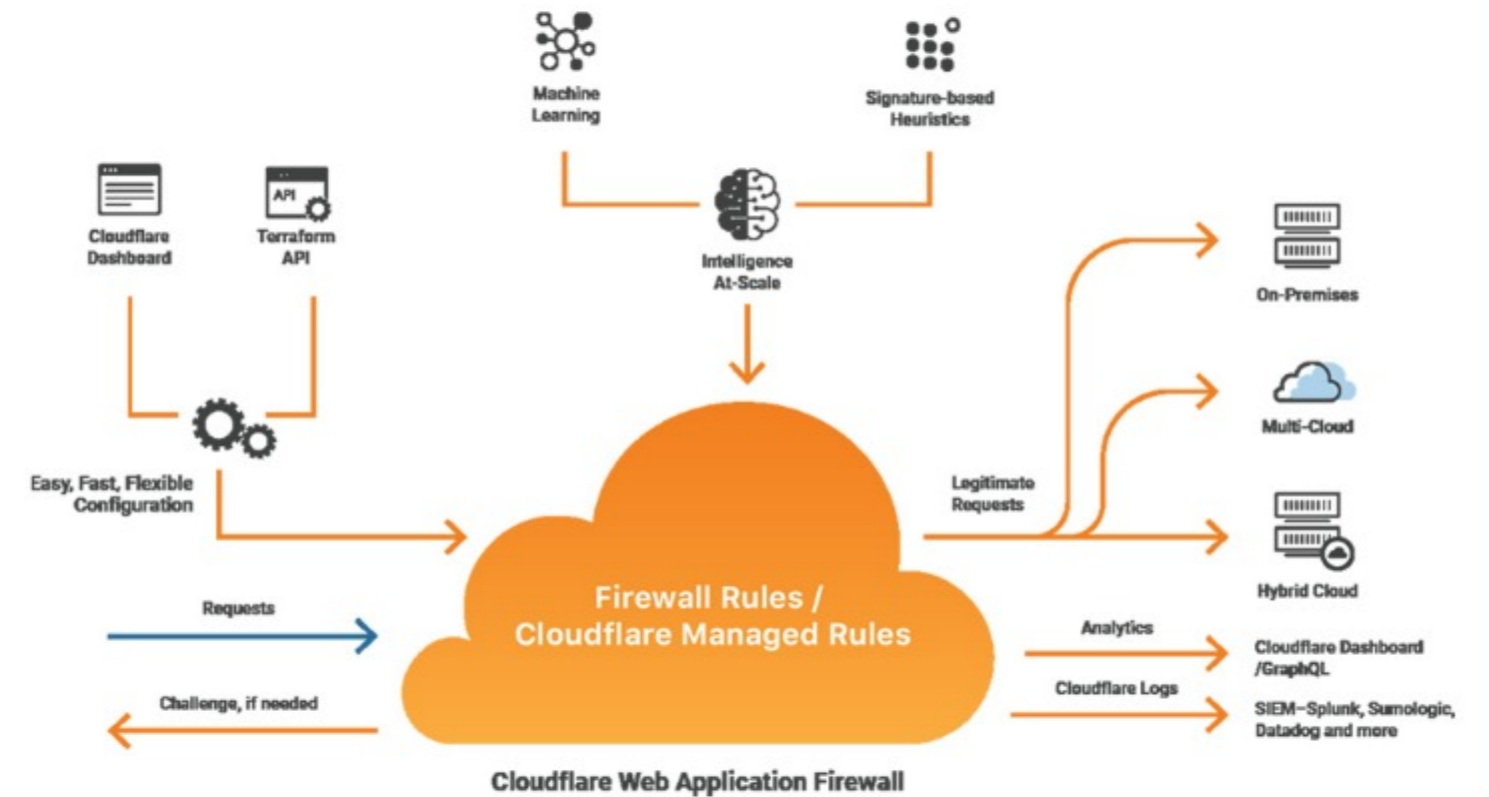 Machine
Learning
Signature-based
Heuristics
Cloudflare
Dashboard
API
Terraform
API
Intelligence
At-Scale
On-Premises
Multi-Cloud
Easy, Fast, Flexible
Configuration
Legitimate
Requests
Hybrid Cloud
Requests
Firewall Rules /
Cloudflare Managed Rules
Analytics
Cloudflare Dashboard
/GraphQL
Challenge, if needed
Cloudflare Logs
SIEM–Splunk, Sumologic,
Datadog and more
Cloudflare Web Application Firewall